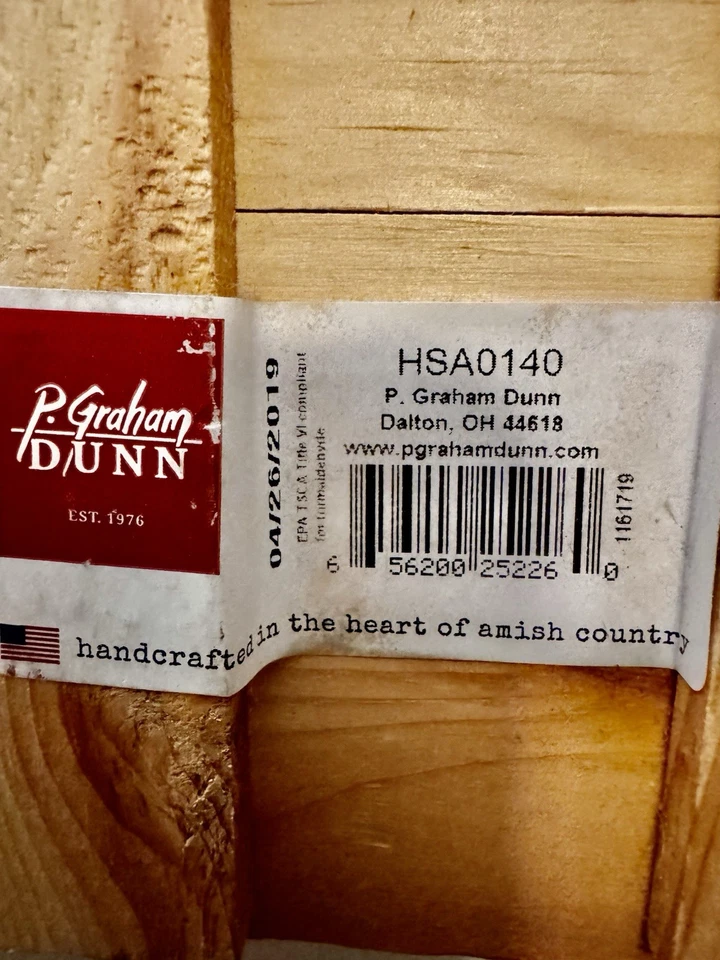 P. Graham
DUNN
EST. 1976
04/26/2019
EPA TSCA Title VI compliant
for formaldehyde
HSA0140
P. Graham Dunn
Dalton, OH 44618
www.pgrahamdunn.com
6 56200 25226 0
1161719
handcrafted in the heart of amish country